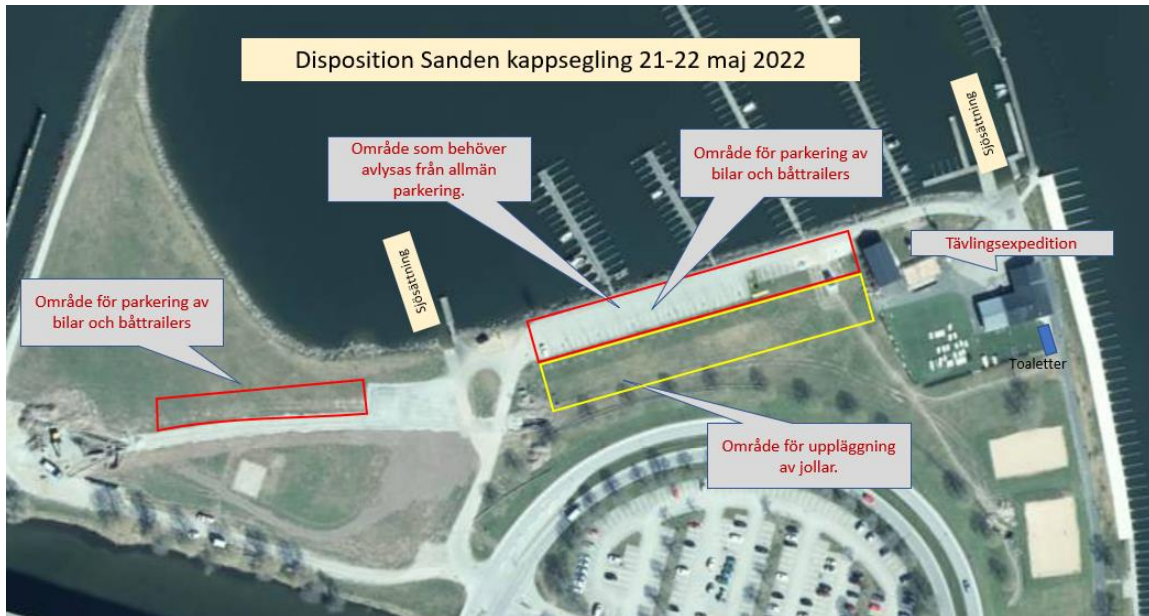 Disposition Sanden kappsegling 21-22 maj 2022
Sjösättning
Område som behöver
avlysas från allmän
parkering.
Område för parkering av
bilar och båttrailers
Tävlingsexpedition
Sjösättning
Område för parkering av
bilar och båttrailers
Toaletter
Område för uppläggning
av jollar.